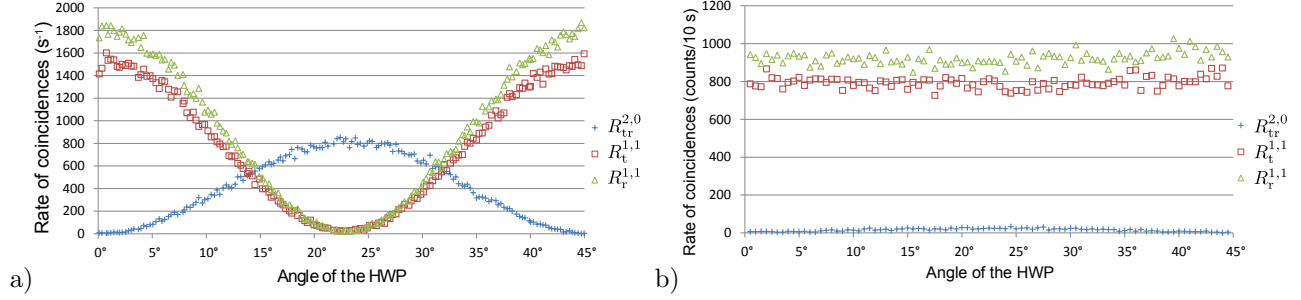 2000
1800
1600
1400
1200
1000
800
600
400
200
0
Rate of coincidences (s⁻¹)
0° 5° 10° 15° 20° 25° 30° 35° 40° 45°
Angle of the HWP
R_tr^{2,0}
R_t^{1,1}
R_r^{1,1}
a)
1200
1000
800
600
400
200
0
Rate of coincidences (counts/10 s)
0° 5° 10° 15° 20° 25° 30° 35° 40° 45°
Angle of the HWP
R_tr^{2,0}
R_t^{1,1}
R_r^{1,1}
b)